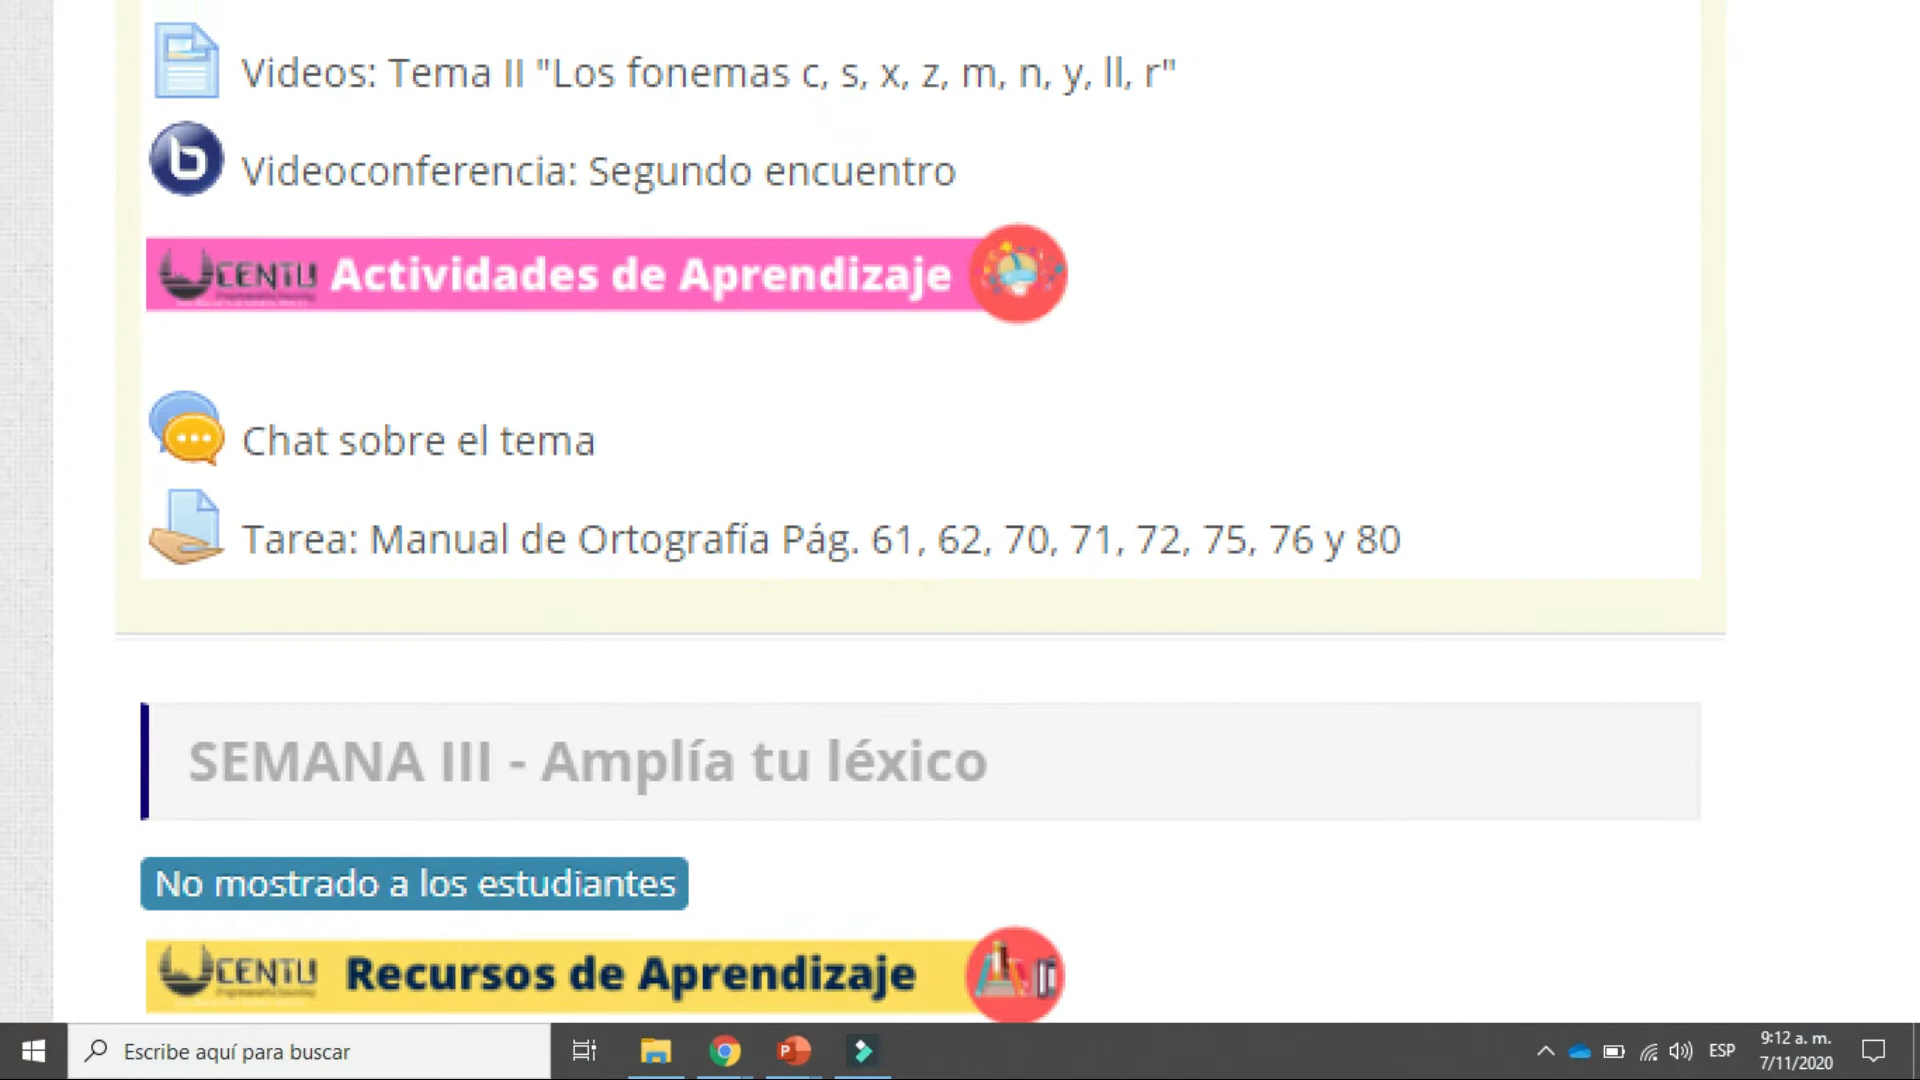 Videos: Tema II "Los fonemas c, s, x, z, m, n, y, ll, r"
Videoconferencia: Segundo encuentro
UCENTU Actividades de Aprendizaje
Chat sobre el tema
Tarea: Manual de Ortografía Pág. 61, 62, 70, 71, 72, 75, 76 y 80
SEMANA III - Amplía tu léxico
No mostrado a los estudiantes
UCENTU Recursos de Aprendizaje
Escribe aquí para buscar
ESP
9:12 a. m.
7/11/2020